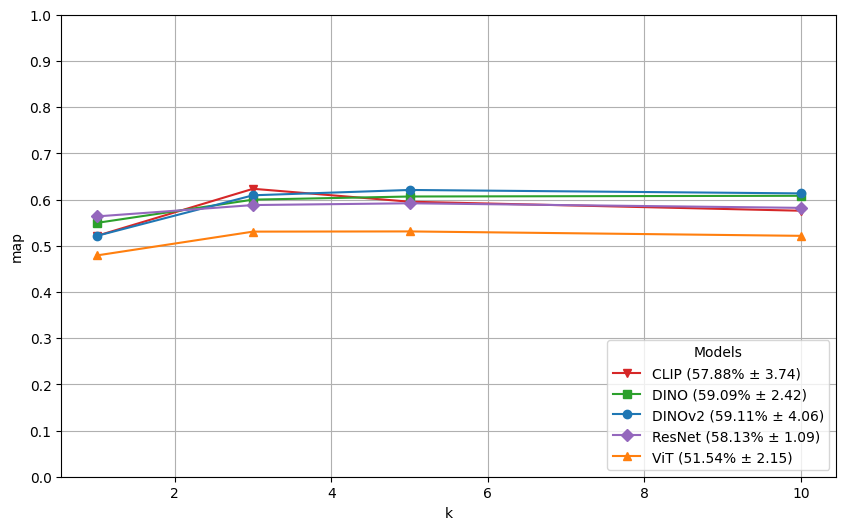 1.0
0.9
0.8
0.7
0.6
0.5
0.4
0.3
0.2
0.1
0.0
map
2
4
6
8
10
k
Models
CLIP (57.88% ± 3.74)
DINO (59.09% ± 2.42)
DINOv2 (59.11% ± 4.06)
ResNet (58.13% ± 1.09)
ViT (51.54% ± 2.15)